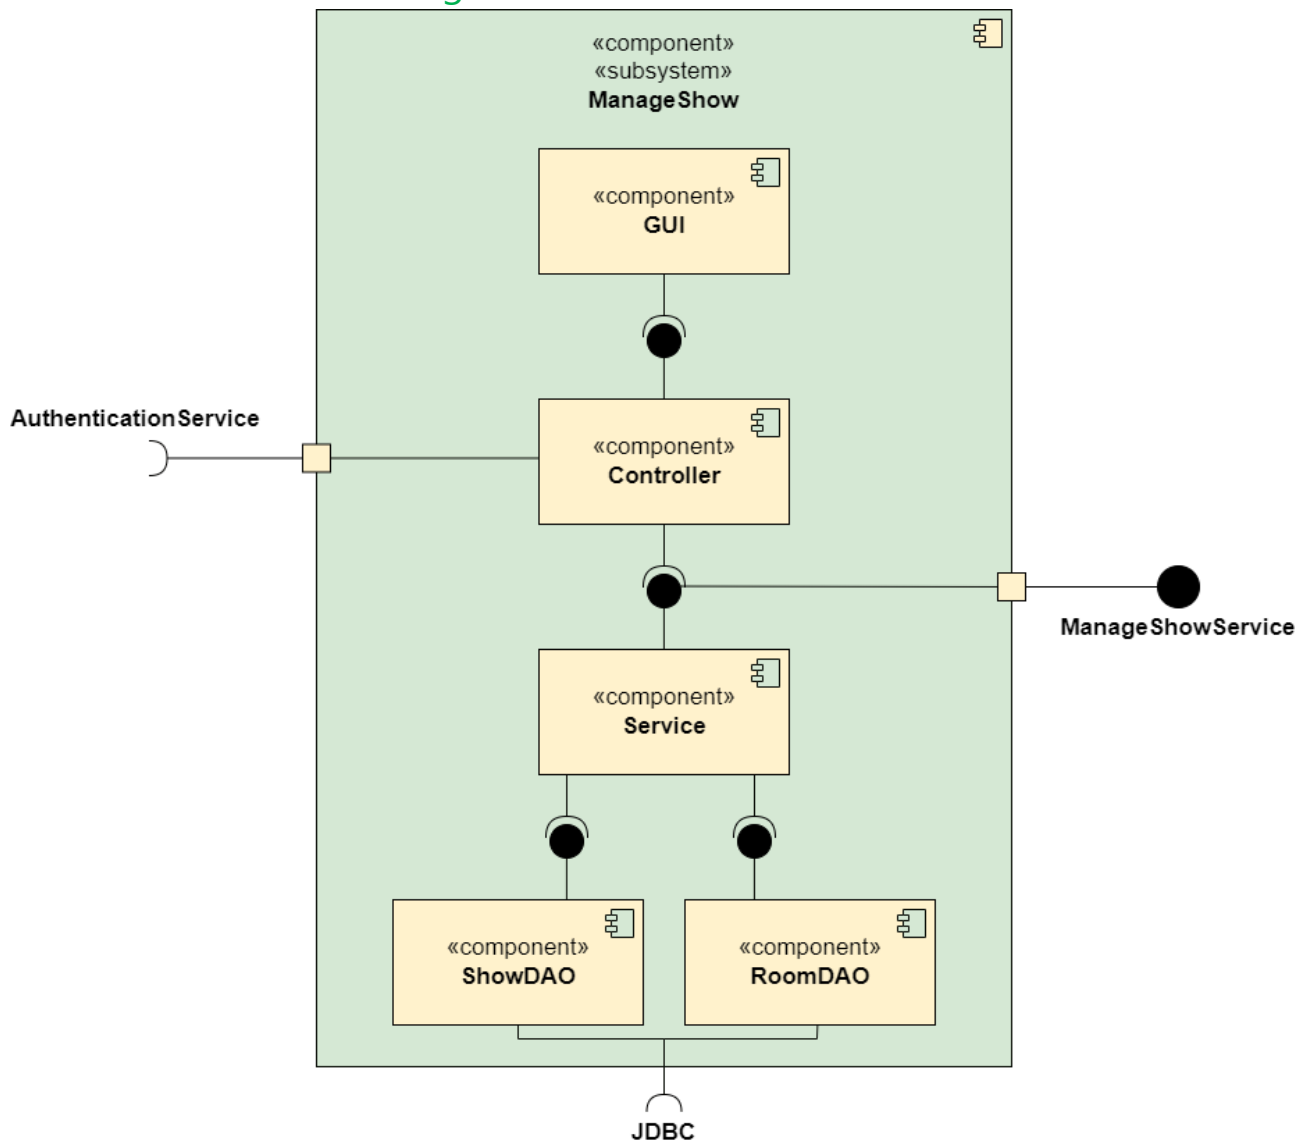 «component»
«subsystem»
ManageShow
«component»
GUI
AuthenticationService
«component»
Controller
ManageShowService
«component»
Service
«component»
ShowDAO
«component»
RoomDAO
JDBC